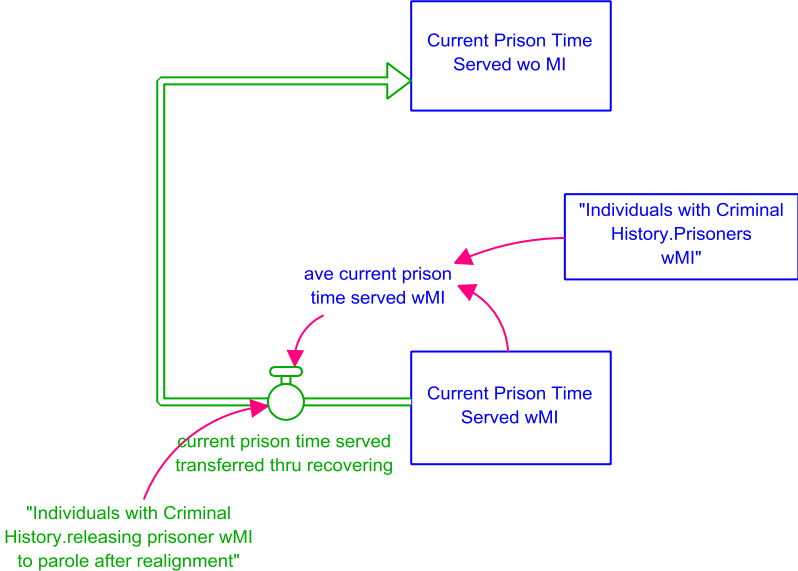 Current Prison Time
Served wo MI
"Individuals with Criminal
History.Prisoners
wMI"
ave current prison
time served wMI
Current Prison Time
Served wMI
current prison time served
transferred thru recovering
"Individuals with Criminal
History.releasing prisoner wMI
to parole after realignment"